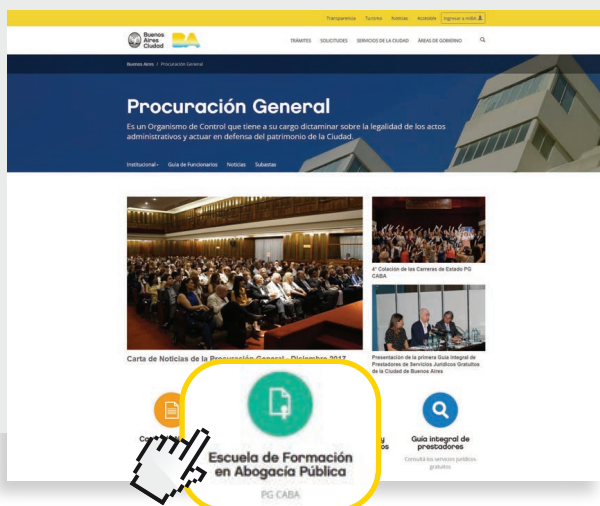 Transparencia Turismo Noticias Accesible Ingresar a miBA
Buenos Aires Ciudad
BA
TRÁMITES SOLICITUDES SERVICIOS DE LA CIUDAD ÁREAS DE GOBIERNO
Buenos Aires / Procuración General
Procuración General
Es un Organismo de Control que tiene a su cargo dictaminar sobre la legalidad de los actos
administrativos y actuar en defensa del patrimonio de la Ciudad.
Institucional Guía de Funcionarios Noticias Subastas
4° Colación de las Carreras de Estado PG
CABA
Carta de Noticias de la Procuración General - Diciembre 2017
Presentación de la primera Guía Integral de
Prestadores de Servicios Jurídicos Gratuitos
de la Ciudad de Buenos Aires
Escuela de Formación
en Abogacía Pública
PG CABA
Guía integral de
prestadores
Consultá los servicios jurídicos
gratuitos